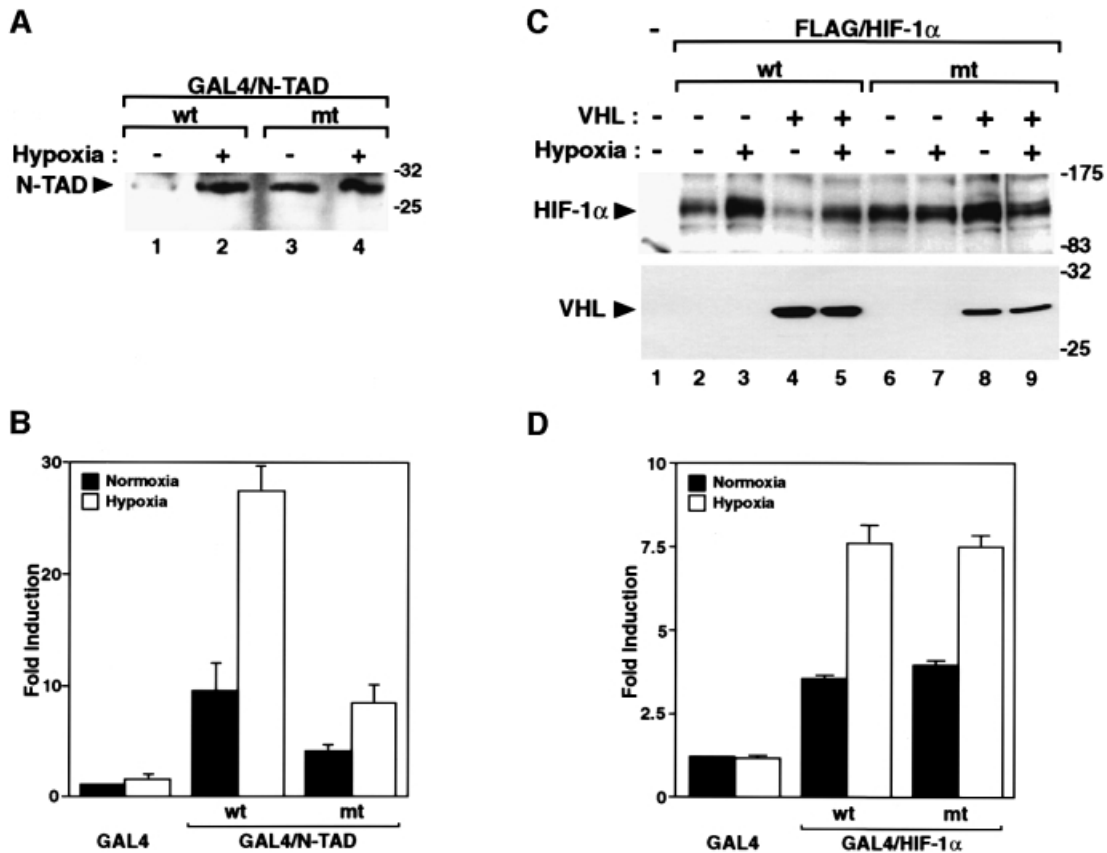 A
GAL4/N-TAD
wt mt
Hypoxia : - + - +
N-TAD
-32
-25
1 2 3 4
B
30
20
10
0
Fold Induction
Normoxia
Hypoxia
wt mt
GAL4 GAL4/N-TAD
C
- FLAG/HIF-1α
wt mt
VHL : - - - + + - - + +
Hypoxia : - - + - + - + - +
HIF-1α
-175
-83
VHL
-32
-25
1 2 3 4 5 6 7 8 9
D
10
7.5
5
2.5
0
Fold Induction
Normoxia
Hypoxia
wt mt
GAL4 GAL4/HIF-1α